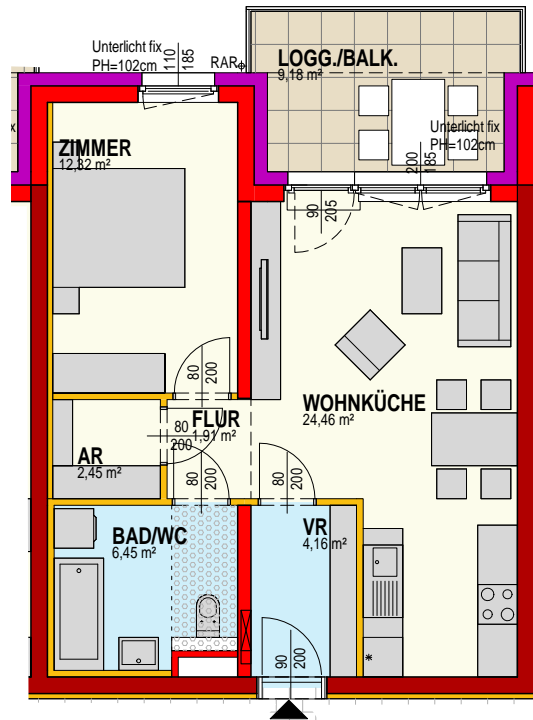 Unterlicht fix
PH=102cm
110
185
RAR
LOGG./BALK.
9,18 m²
Unterlicht fix
PH=102cm
200
185
ZIMMER
12,32 m²
90
205
80
200
WOHNKÜCHE
24,46 m²
FLUR
1,91 m²
80
200
AR
2,45 m²
80
200
80
200
BAD/WC
6,45 m²
VR
4,16 m²
90
200
*